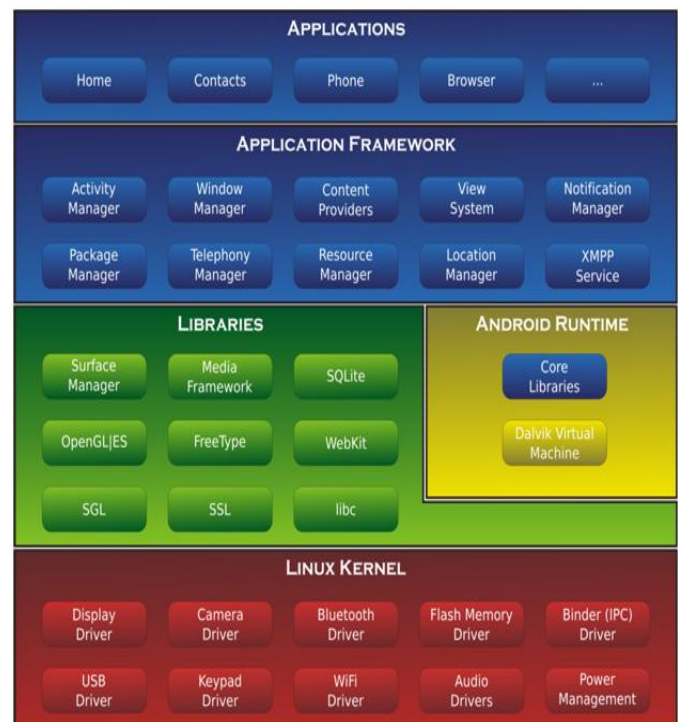 APPLICATIONS
Home
Contacts
Phone
Browser
...
APPLICATION FRAMEWORK
Activity
Manager
Window
Manager
Content
Providers
View
System
Notification
Manager
Package
Manager
Telephony
Manager
Resource
Manager
Location
Manager
XMPP
Service
LIBRARIES
Surface
Manager
Media
Framework
SQLite
OpenGL|ES
FreeType
WebKit
SGL
SSL
libc
ANDROID RUNTIME
Core
Libraries
Dalvik Virtual
Machine
LINUX KERNEL
Display
Driver
Camera
Driver
Bluetooth
Driver
Flash Memory
Driver
Binder (IPC)
Driver
USB
Driver
Keypad
Driver
WiFi
Driver
Audio
Drivers
Power
Management